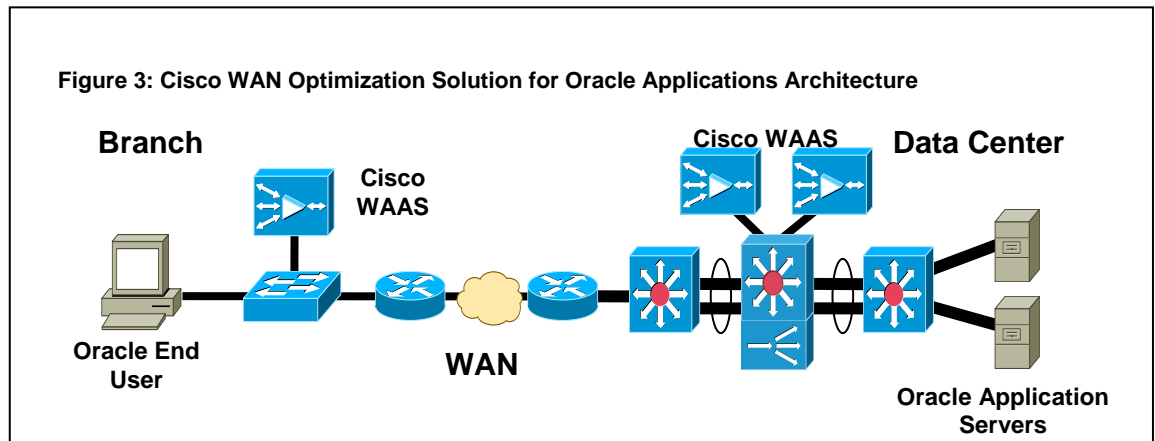 Figure 3: Cisco WAN Optimization Solution for Oracle Applications Architecture
Branch
Cisco
WAAS
Cisco WAAS
Data Center
Oracle End
User
WAN
Oracle Application
Servers